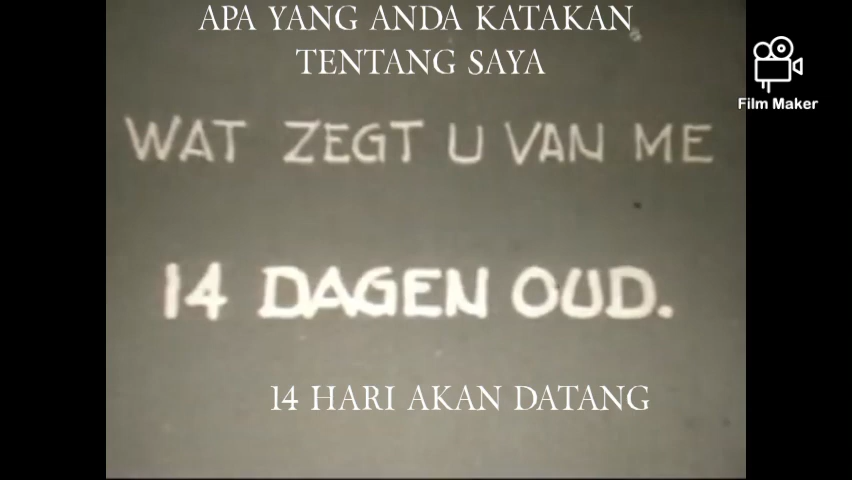 APA YANG ANDA KATAKAN
TENTANG SAYA
Film Maker
WAT ZEGT U VAN ME
14 DAGEN OUD.
14 HARI AKAN DATANG